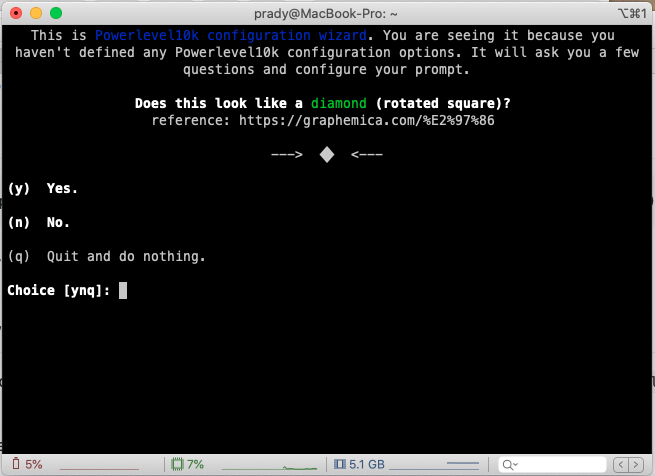 prady@MacBook-Pro: ~
⌥⌘1
This is Powerlevel10k configuration wizard. You are seeing it because you
haven't defined any Powerlevel10k configuration options. It will ask you a few
questions and configure your prompt.
Does this look like a diamond (rotated square)?
reference: https://graphemica.com/%E2%97%86
---> ◆ <---
(y) Yes.
(n) No.
(q) Quit and do nothing.
Choice [ynq]:
5% 7% 5.1 GB